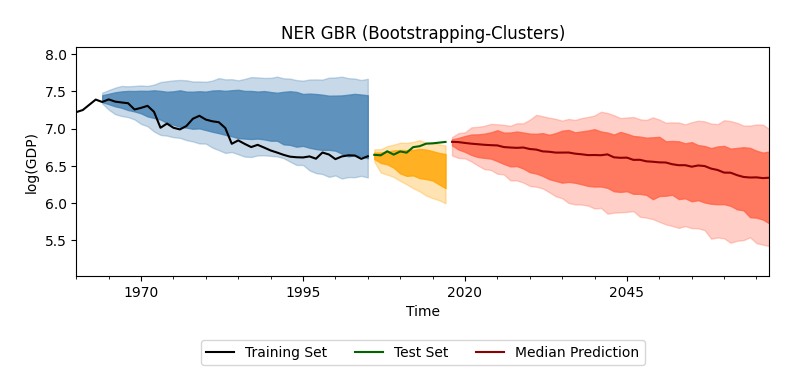 NER GBR (Bootstrapping-Clusters)
8.0
7.5
7.0
6.5
6.0
5.5
log(GDP)
1970 1995 2020 2045
Time
Training Set Test Set Median Prediction